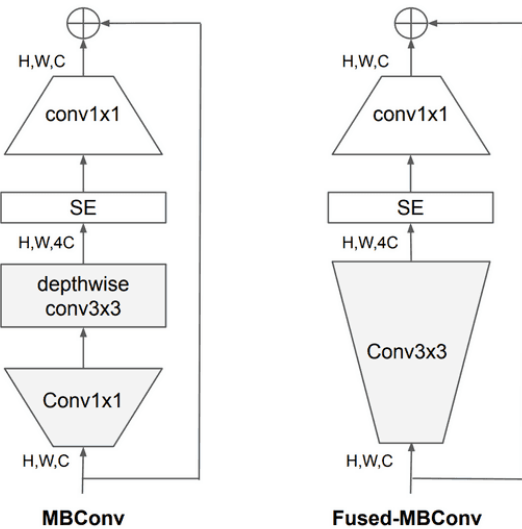 H,W,C
conv1x1
SE
H,W,4C
depthwise
conv3x3
Conv1x1
H,W,C
MBConv
H,W,C
conv1x1
SE
H,W,4C
Conv3x3
H,W,C
Fused-MBConv